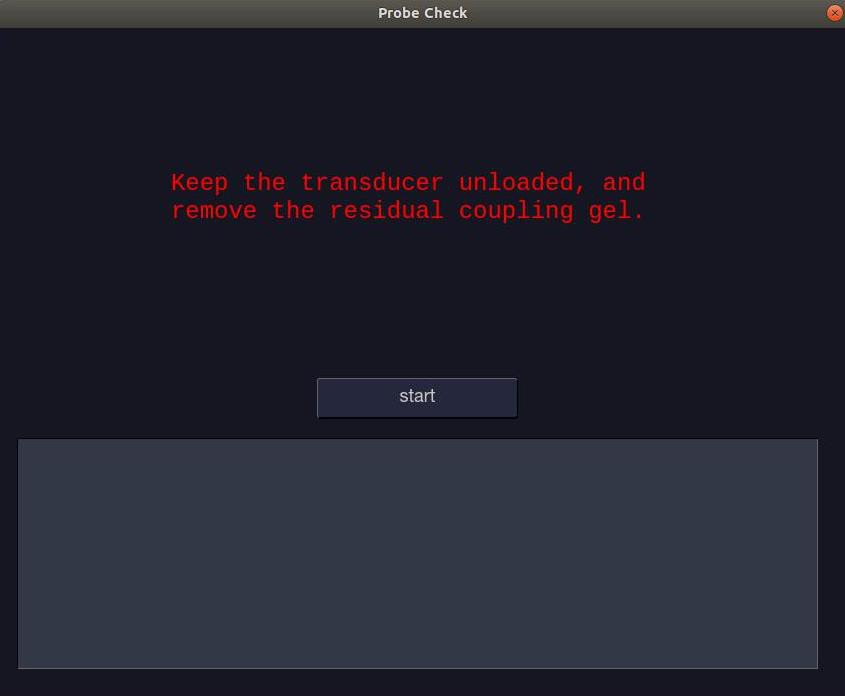 Probe Check
Keep the transducer unloaded, and
remove the residual coupling gel.
start